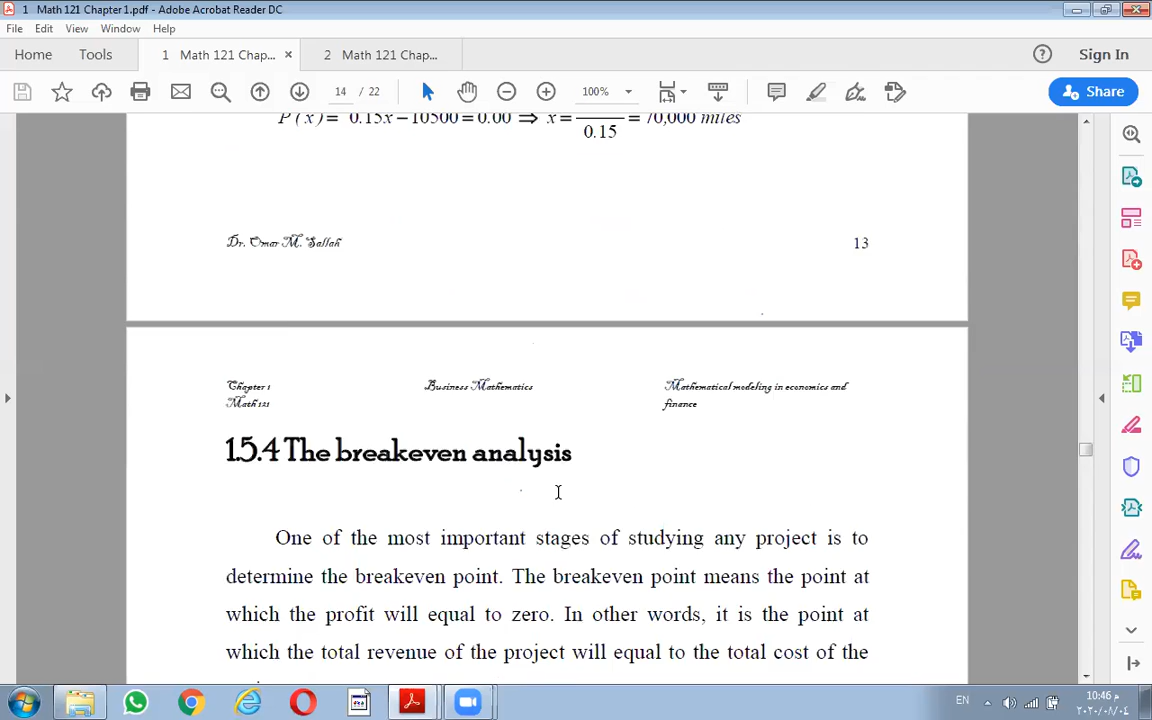 1 Math 121 Chapter 1.pdf - Adobe Acrobat Reader DC
File Edit View Window Help
Home Tools 1 Math 121 Chap... × 2 Math 121 Chap... ? Sign In
14 / 22 100% Share
P(x) = 0.15x − 10500 = 0.00 ⇒ x = / 0.15 = 70,000 miles
Dr. Omar M. Sallah 13
Chapter 1 Business Mathematics Mathematical modeling in economics and
Math 121 finance
1.5.4 The breakeven analysis
One of the most important stages of studying any project is to
determine the breakeven point. The breakeven point means the point at
which the profit will equal to zero. In other words, it is the point at
which the total revenue of the project will equal to the total cost of the
EN م 10:46
٢٠٢٠/٠٨/٠٤